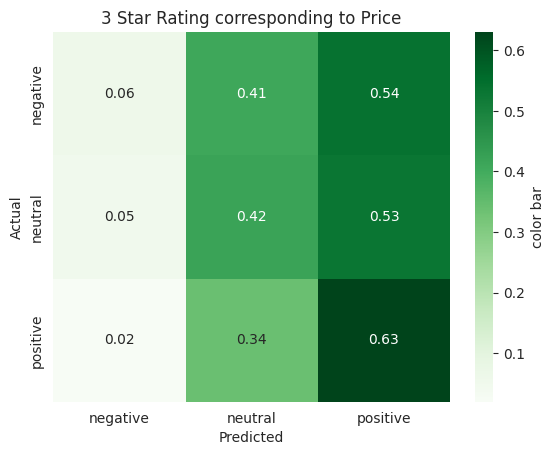 3 Star Rating corresponding to Price
negative
0.06
0.41
0.54
neutral
0.05
0.42
0.53
positive
0.02
0.34
0.63
Actual
negative
neutral
positive
Predicted
0.6
0.5
0.4
0.3
0.2
0.1
color bar